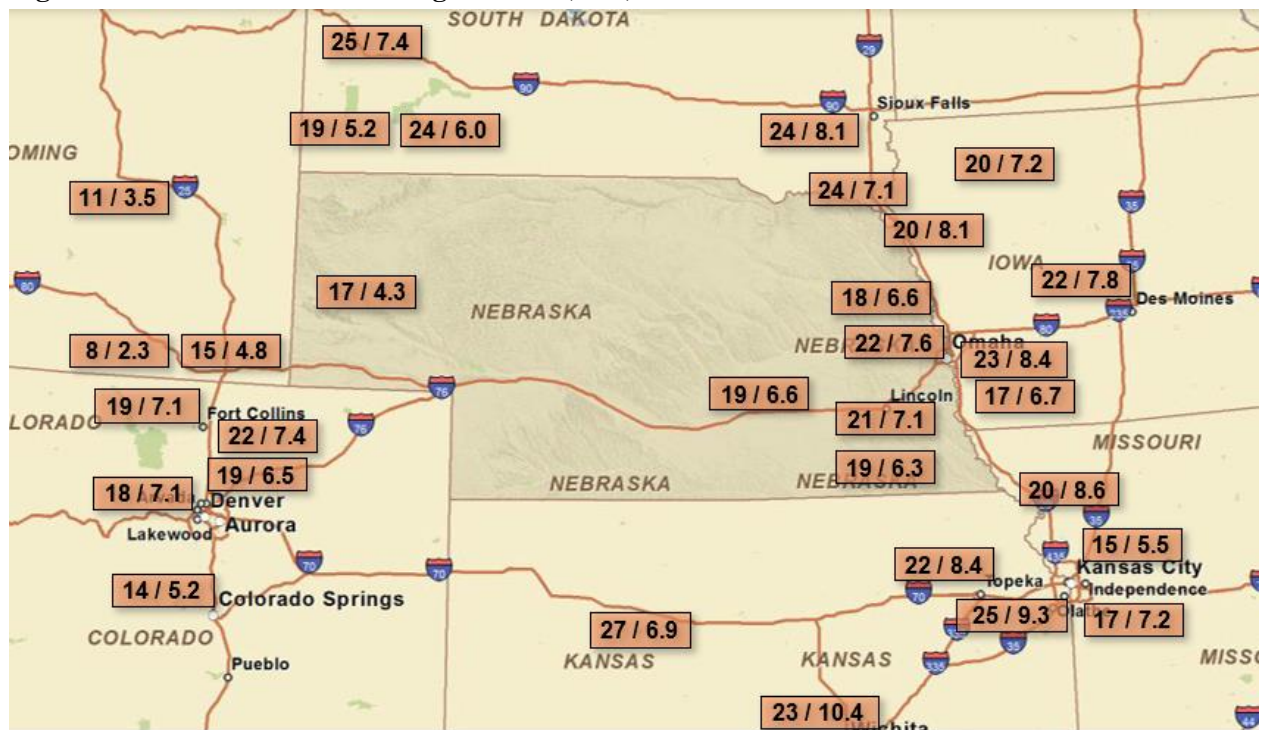 SOUTH DAKOTA
25 / 7.4
29
90
90
Sioux Falls
19 / 5.2
24 / 6.0
24 / 8.1
OMING
20 / 7.2
11 / 3.5
25
24 / 7.1
35
20 / 8.1
IOWA
80
17 / 4.3
22 / 7.8
18 / 6.6
Des Moines
NEBRASKA
235
80
8 / 2.3
15 / 4.8
22 / 7.6
Omaha
23 / 8.4
76
19 / 6.6
Lincoln
17 / 6.7
19 / 7.1
Fort Collins
LORADO
22 / 7.4
76
21 / 7.1
MISSOURI
19 / 6.5
19 / 6.3
NEBRASKA
NEBRASKA
18 / 7.1
Denver
20 / 8.6
35
Aurora
Lakewood
15 / 5.5
435
70
70
22 / 8.4
Topeka
Kansas City
14 / 5.2
Colorado Springs
70
Independence
25 / 9.3
17 / 7.2
27 / 6.9
COLORADO
35
KANSAS
KANSAS
335
MISS
Pueblo
23 / 10.4
Wichita
44